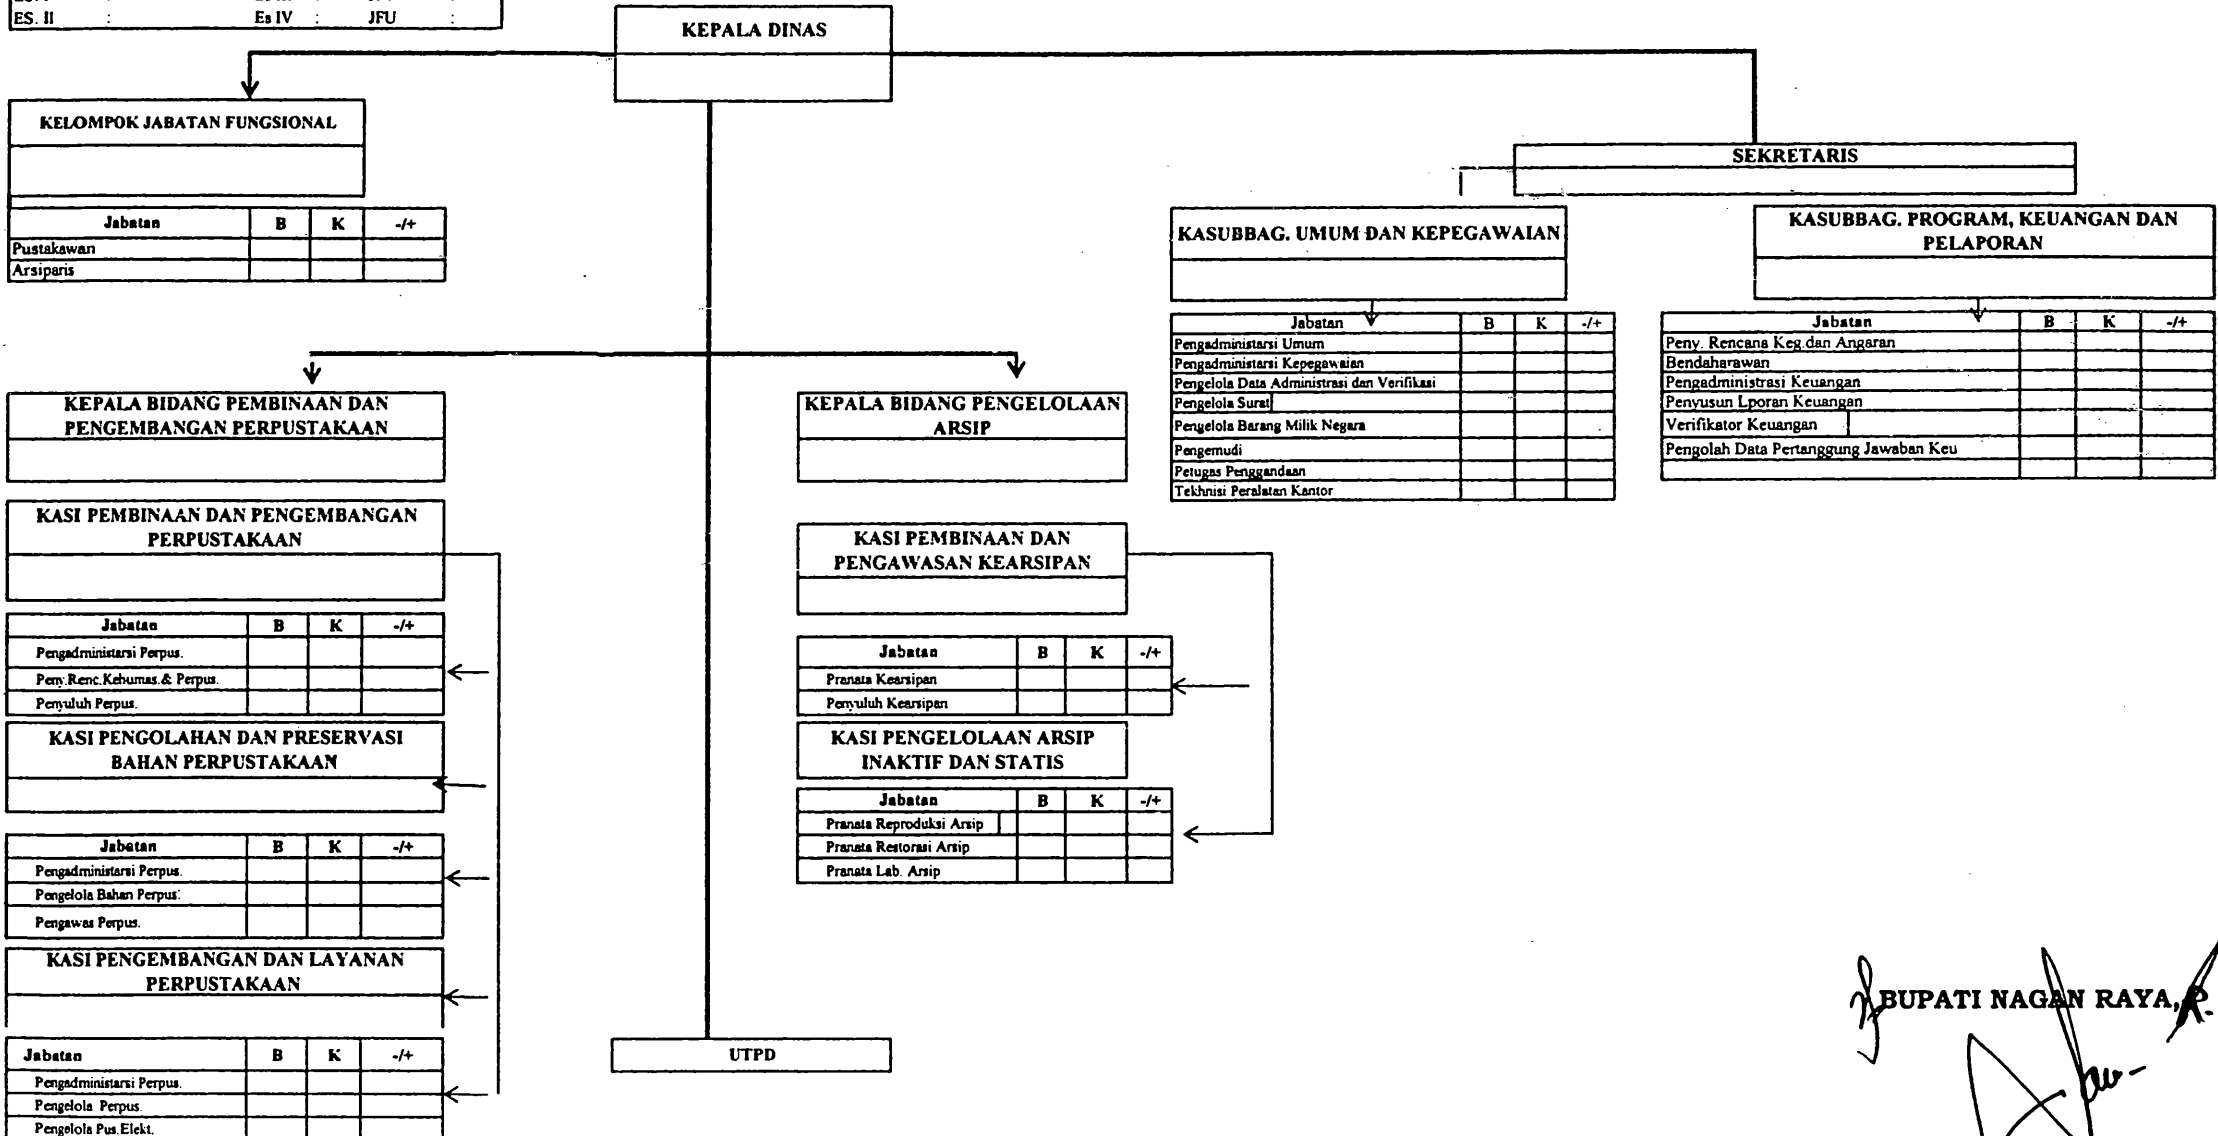 ES. II : Es IV : JFU :
KEPALA DINAS
KELOMPOK JABATAN FUNGSIONAL
Jabatan B K -/+
Pustakawan
Arsiparis
SEKRETARIS
KASUBBAG. UMUM DAN KEPEGAWAIAN
Jabatan B K -/+
Pengadministarsi Umum
Pengadministarsi Kepegawaian
Pengelola Data Administrasi dan Verifikasi
Pengelola Surat
Pengelola Barang Milik Negara
Pengemudi
Petugas Penggandaan
Tekhnisi Peralatan Kantor
KASUBBAG. PROGRAM, KEUANGAN DAN
PELAPORAN
Jabatan B K -/+
Peny. Rencana Keg.dan Angaran
Bendaharawan
Pengadministrasi Keuangan
Penyusun Lporan Keuangan
Verifikator Keuangan
Pengolah Data Pertanggung Jawaban Keu
KEPALA BIDANG PEMBINAAN DAN
PENGEMBANGAN PERPUSTAKAAN
KASI PEMBINAAN DAN PENGEMBANGAN
PERPUSTAKAAN
Jabatan B K -/+
Pengadministarsi Perpus.
Peny.Renc.Kehumas.& Perpus.
Penyuluh Perpus.
KASI PENGOLAHAN DAN PRESERVASI
BAHAN PERPUSTAKAAN
Jabatan B K -/+
Pengadministarsi Perpus.
Pengelola Bahan Perpus.
Pengawas Perpus.
KASI PENGEMBANGAN DAN LAYANAN
PERPUSTAKAAN
Jabatan B K -/+
Pengadministarsi Perpus.
Pengelola Perpus.
Pengelola Pus.Elekt.
KEPALA BIDANG PENGELOLAAN
ARSIP
KASI PEMBINAAN DAN
PENGAWASAN KEARSIPAN
Jabatan B K -/+
Pranata Kearsipan
Penyuluh Kearsipan
KASI PENGELOLAAN ARSIP
INAKTIF DAN STATIS
Jabatan B K -/+
Pranata Reproduksi Arsip
Pranata Restorasi Arsip
Pranata Lab. Arsip
UTPD
BUPATI NAGAN RAYA,